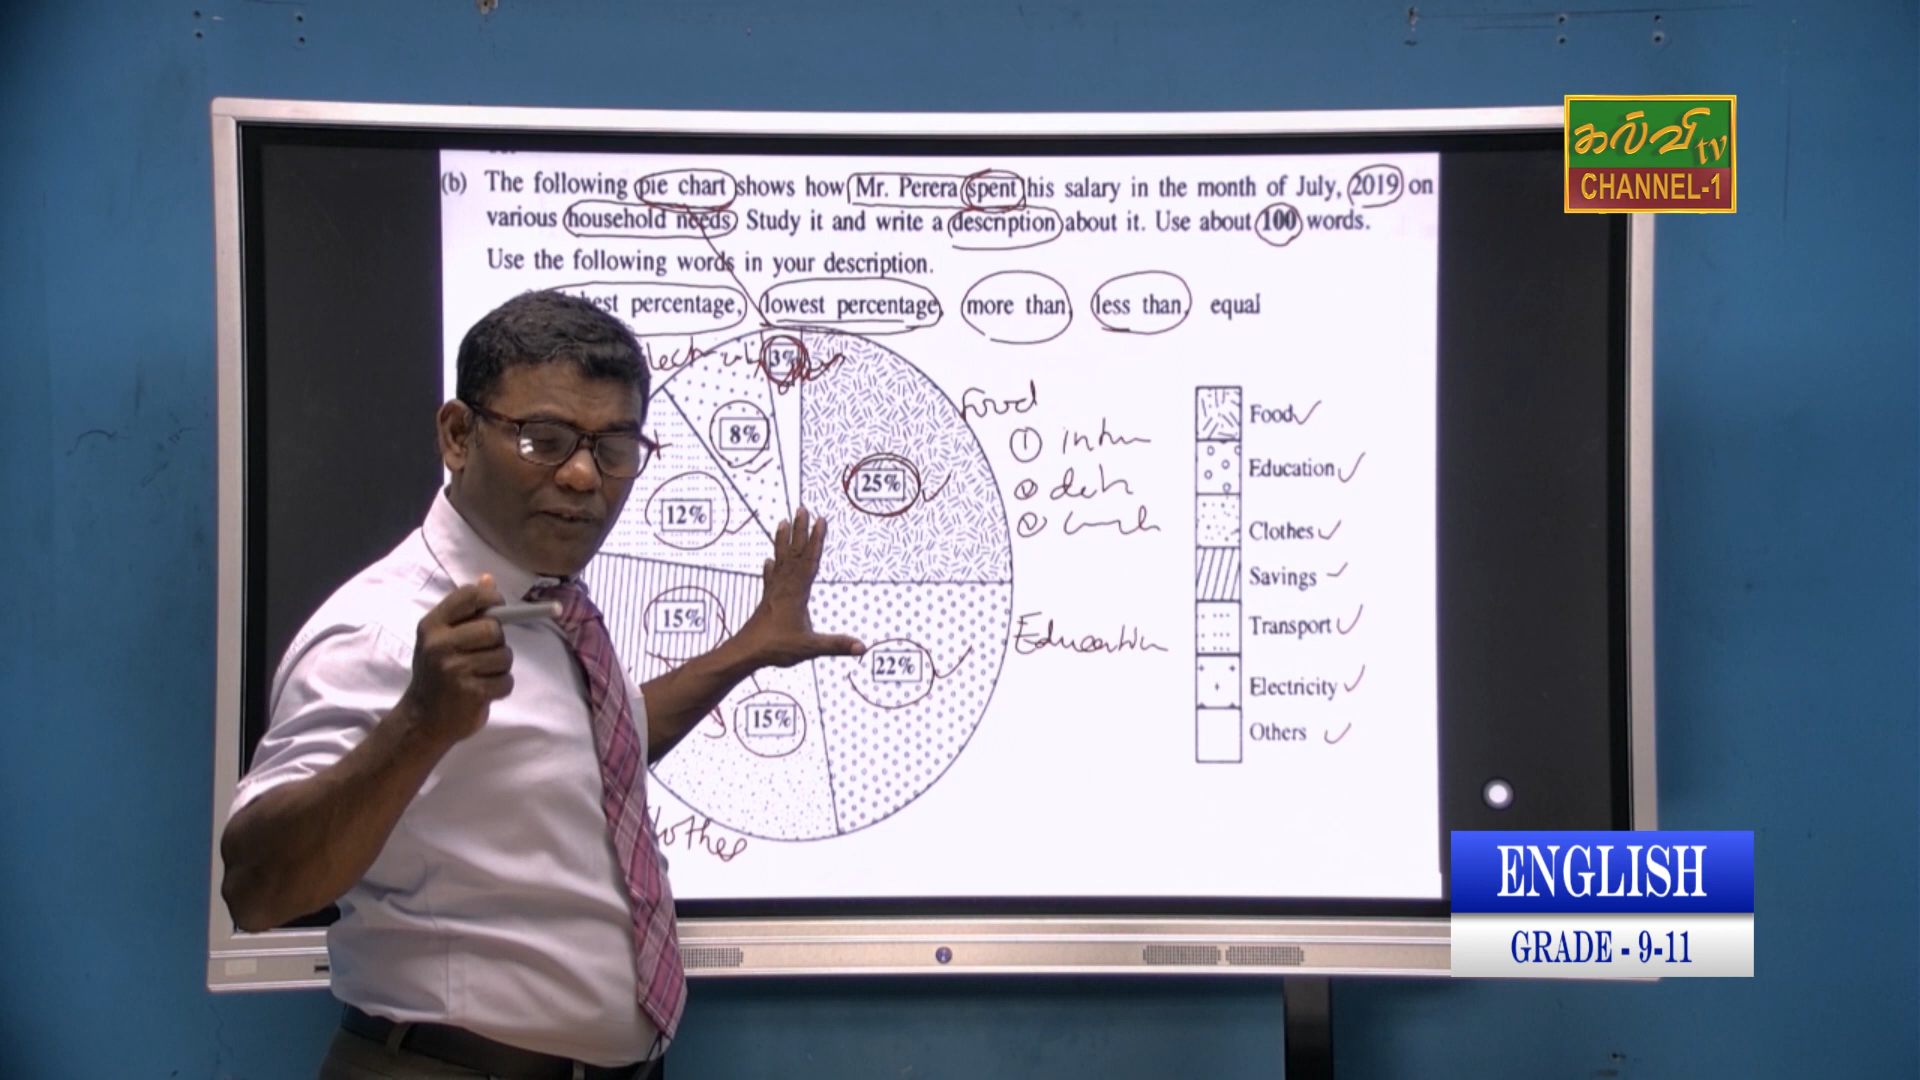 கல்வி tv
CHANNEL-1
(b) The following pie chart shows how Mr. Perera spent his salary in the month of July, 2019 on
various household needs. Study it and write a description about it. Use about 100 words.
Use the following words in your description.
percentage, lowest percentage, more than, less than, equal
3%
8%
25%
12%
15%
22%
15%
Food
①
②
Education
Food
Education
Clothes
Savings
Transport
Electricity
Others
ENGLISH
GRADE - 9-11